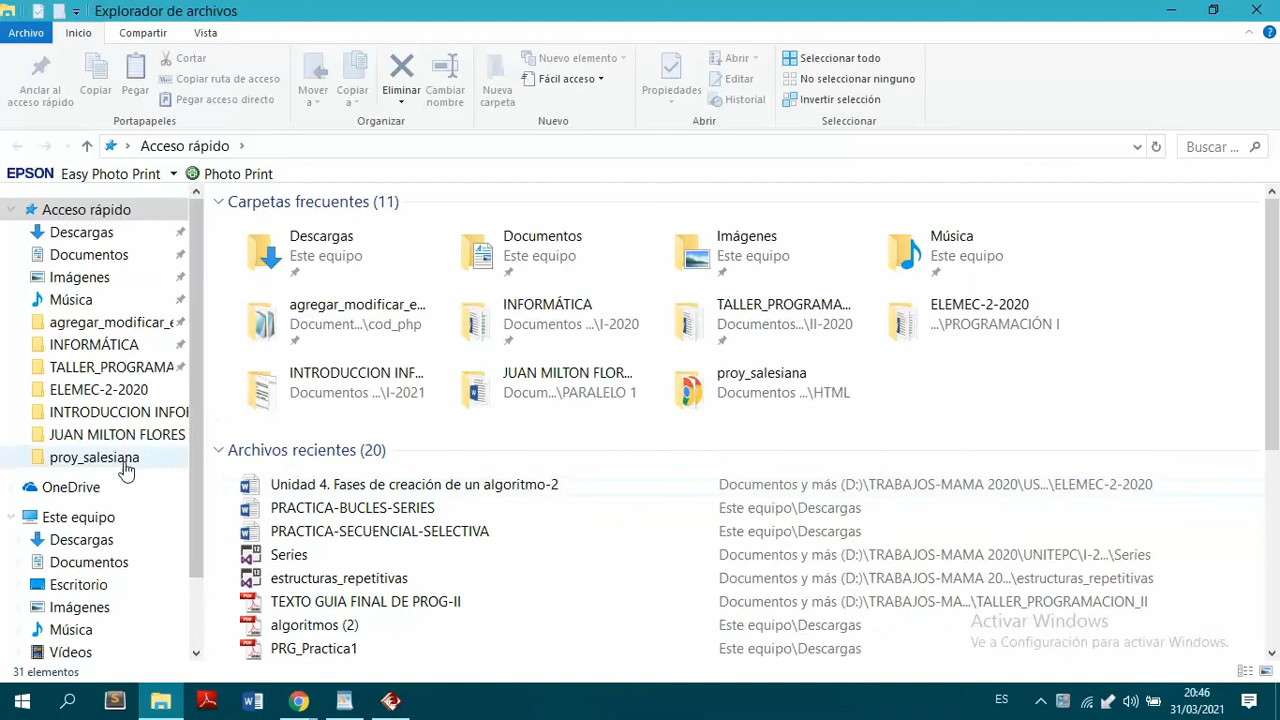 Explorador de archivos
Archivo Inicio Compartir Vista
Anclar al acceso rápido
Copiar
Pegar
Cortar
Copiar ruta de acceso
Pegar acceso directo
Portapapeles
Mover a
Copiar a
Eliminar
Cambiar nombre
Organizar
Nueva carpeta
Nuevo elemento
Fácil acceso
Nuevo
Propiedades
Abrir
Editar
Historial
Abrir
Seleccionar todo
No seleccionar ninguno
Invertir selección
Seleccionar
Acceso rápido
Buscar ...
EPSON Easy Photo Print Photo Print
Acceso rápido
Descargas
Documentos
Imágenes
Música
agregar_modificar_e
INFORMÁTICA
TALLER_PROGRAMA
ELEMEC-2-2020
INTRODUCCION INFO
JUAN MILTON FLORES
proy_salesiana
OneDrive
Este equipo
Descargas
Documentos
Escritorio
Imágenes
Música
Vídeos
Carpetas frecuentes (11)
Descargas
Este equipo
Documentos
Este equipo
Imágenes
Este equipo
Música
Este equipo
agregar_modificar_e...
Document...\cod_php
INFORMÁTICA
Documentos ...\I-2020
TALLER_PROGRAMA...
Documentos...\II-2020
ELEMEC-2-2020
...\PROGRAMACIÓN I
INTRODUCCION INF...
Documentos ...\I-2021
JUAN MILTON FLOR...
Docum...\PARALELO 1
proy_salesiana
Documentos ...\HTML
Archivos recientes (20)
Unidad 4. Fases de creación de un algoritmo-2 Documentos y más (D:)\TRABAJOS-MAMA 2020\US...\ELEMEC-2-2020
PRACTICA-BUCLES-SERIES Este equipo\Descargas
PRACTICA-SECUENCIAL-SELECTIVA Este equipo\Descargas
Series Documentos y más (D:)\TRABAJOS-MAMA 2020\UNITEPC\I-2...\Series
estructuras_repetitivas Documentos y más (D:)\TRABAJOS-MAMA 20...\estructuras_repetitivas
TEXTO GUIA FINAL DE PROG-II Documentos y más (D:)\TRABAJOS-MA...\TALLER_PROGRAMACION_II
algoritmos (2) Este equipo\Descargas
PRG_Practica1 Este equipo\Descargas
Activar Windows
Ve a Configuración para activar Windows.
31 elementos
ES
20:46
31/03/2021